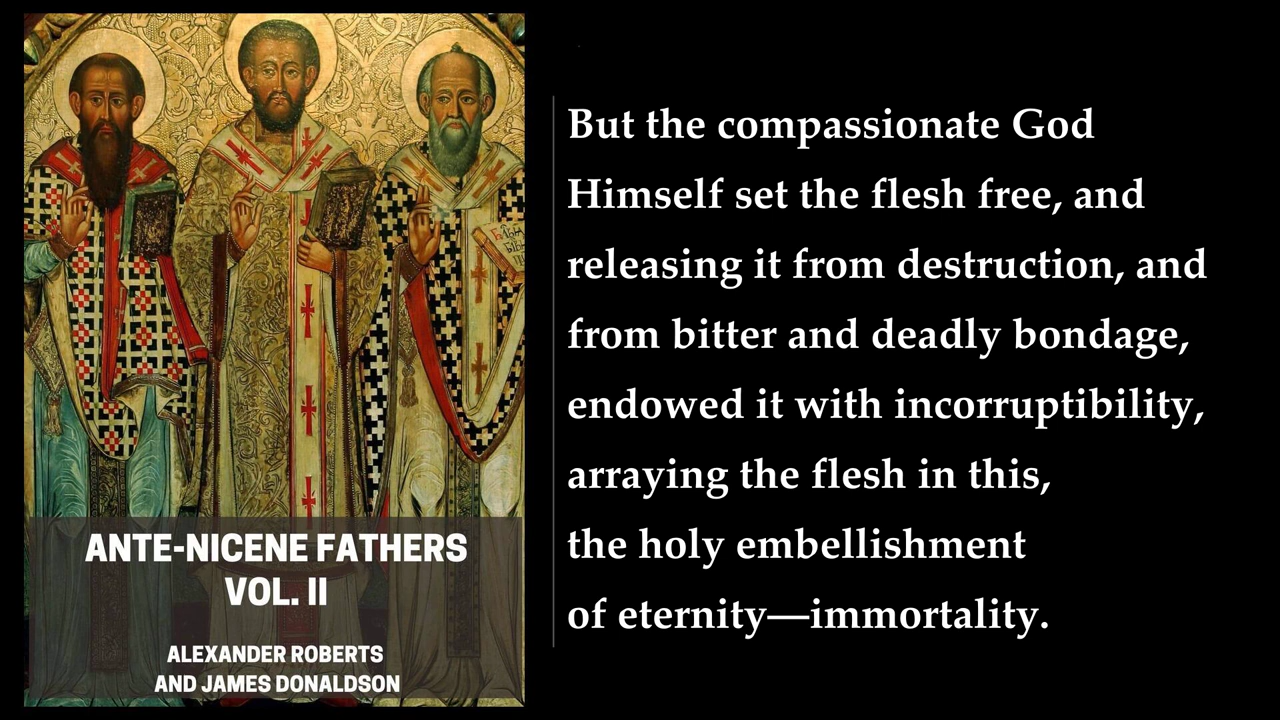 ANTE-NICENE FATHERS
VOL. II
ALEXANDER ROBERTS
AND JAMES DONALDSON
But the compassionate God
Himself set the flesh free, and
releasing it from destruction, and
from bitter and deadly bondage,
endowed it with incorruptibility,
arraying the flesh in this,
the holy embellishment
of eternity—immortality.